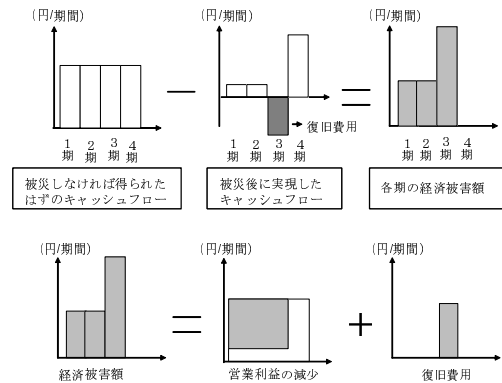 (円/期間)
(円/期間)
(円/期間)
復旧費用
1期 2期 3期 4期
1期 2期 3期 4期
1期 2期 3期 4期
被災しなければ得られた
はずのキャッシュフロー
被災後に実現した
キャッシュフロー
各期の経済被害額
(円/期間)
(円/期間)
(円/期間)
経済被害額
営業利益の減少
復旧費用